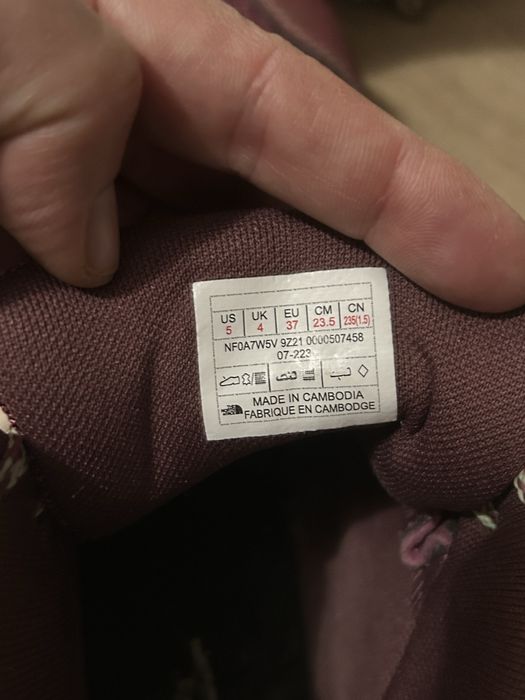 US UK EU CM CN
5 4 37 23.5 235(1.5)
NF0A7W5V 9Z21 0000507458
07-223
MADE IN CAMBODIA
FABRIQUE EN CAMBODGE